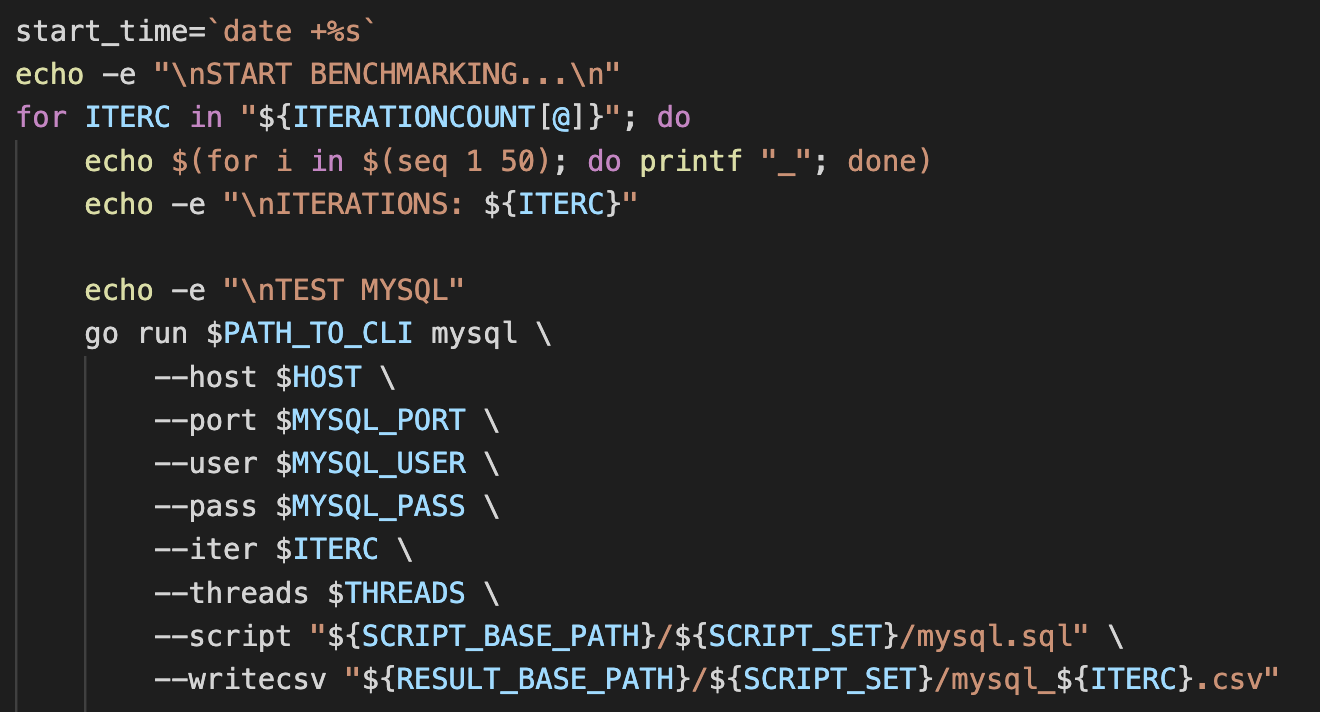 start_time=`date +%s`
echo -e "\nSTART BENCHMARKING...\n"
for ITERC in "${ITERATIONCOUNT[@]}"; do
    echo $(for i in $(seq 1 50); do printf "_"; done)
    echo -e "\nITERATIONS: ${ITERC}"

    echo -e "\nTEST MYSQL"
    go run $PATH_TO_CLI mysql \
        --host $HOST \
        --port $MYSQL_PORT \
        --user $MYSQL_USER \
        --pass $MYSQL_PASS \
        --iter $ITERC \
        --threads $THREADS \
        --script "${SCRIPT_BASE_PATH}/${SCRIPT_SET}/mysql.sql" \
        --writecsv "${RESULT_BASE_PATH}/${SCRIPT_SET}/mysql_${ITERC}.csv"